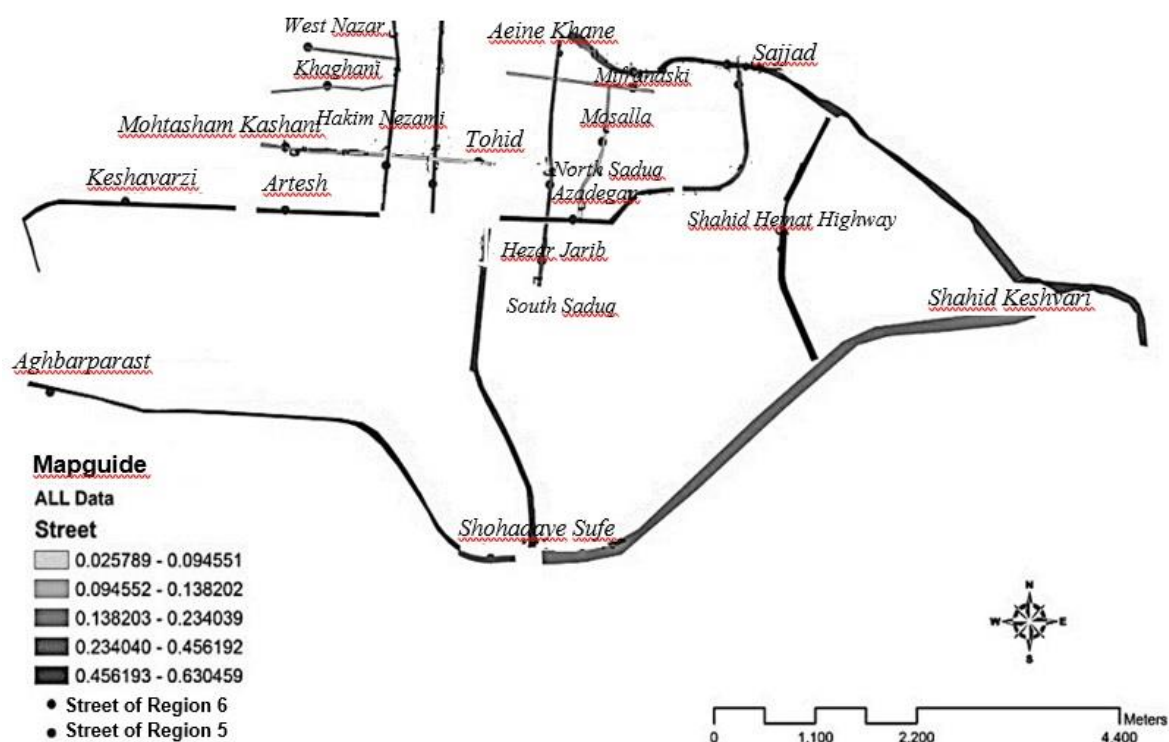 West Nazar
Aeine Khane
Sajjad
Khaghani
Mirfandski
Hakim Nezami
Mosalla
Mohtasham Kashani
Tohid
North Saduq
Keshavarzi
Artesh
Azadegan
Shahid Hemat Highway
Hezar Jarib
South Saduq
Shahid Keshvari
Aghbarparast
Mapguide
ALL Data
Street
0.025789 - 0.094551
0.094552 - 0.138202
0.138203 - 0.234039
0.234040 - 0.456192
0.456193 - 0.630459
Street of Region 6
Street of Region 5
Shohadaye Sufe
N
W E
S
Meters
0 1,100 2,200 4,400